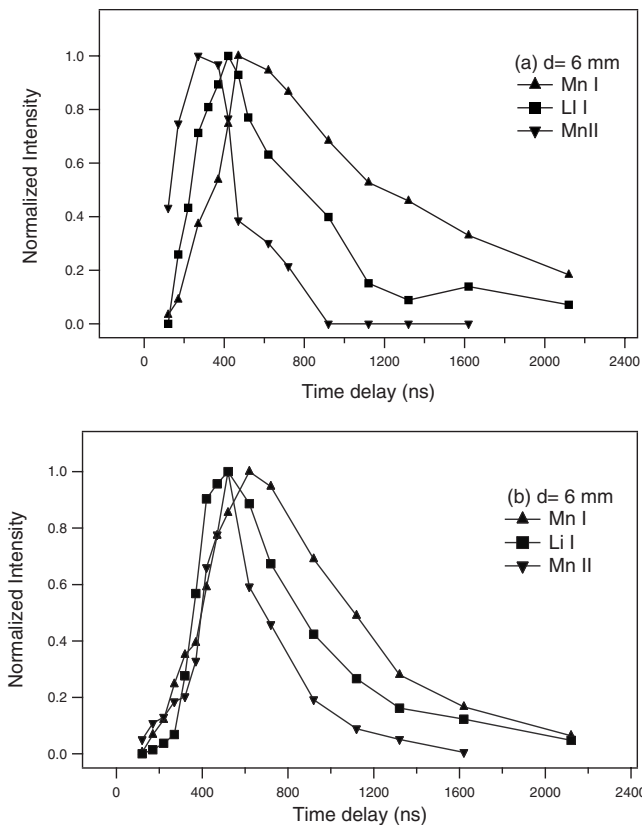 (a) d= 6 mm
Mn I
LI I
MnII
Normalized Intensity
1.0
0.8
0.6
0.4
0.2
0.0
0 400 800 1200 1600 2000 2400
Time delay (ns)
(b) d= 6 mm
Mn I
Li I
Mn II
Normalized Intensity
1.0
0.8
0.6
0.4
0.2
0.0
0 400 800 1200 1600 2000 2400
Time delay (ns)